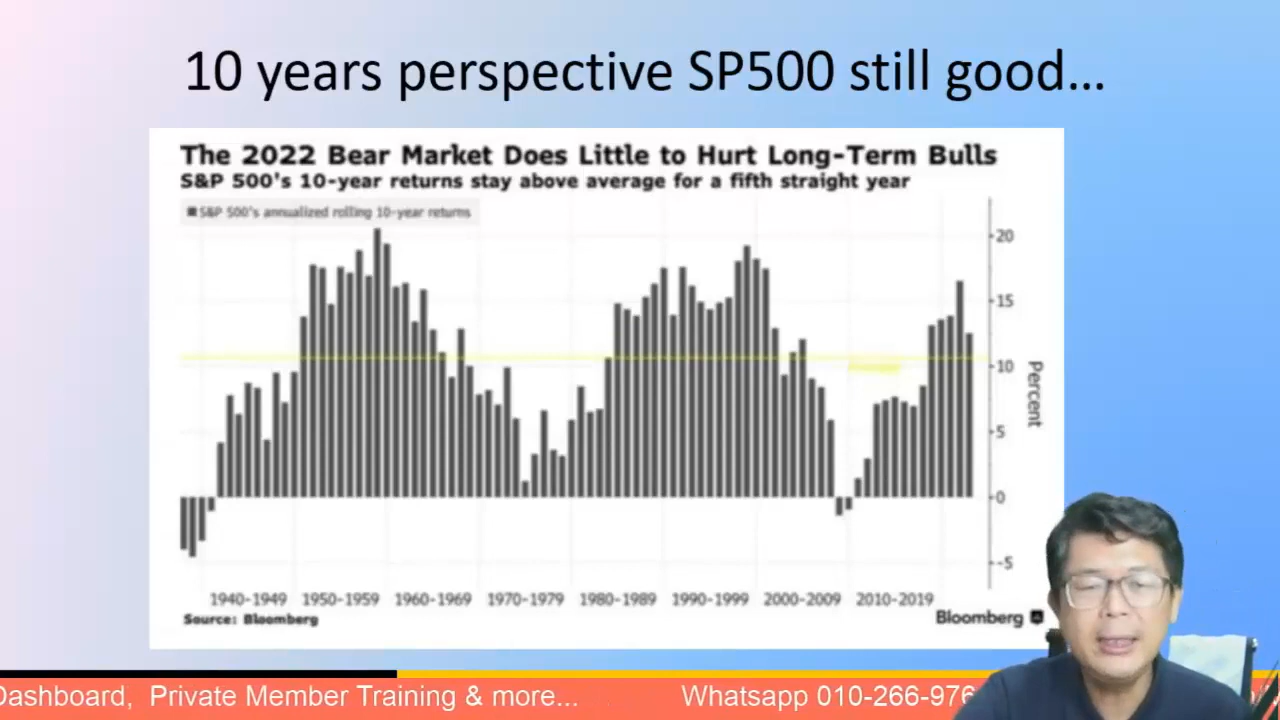 10 years perspective SP500 still good...
The 2022 Bear Market Does Little to Hurt Long-Term Bulls
S&P 500's 10-year returns stay above average for a fifth straight year
S&P 500's annualized rolling 10-year returns
20
15
10
5
0
-5
Percent
1940-1949 1950-1959 1960-1969 1970-1979 1980-1989 1990-1999 2000-2009 2010-2019
Source: Bloomberg
Bloomberg
Dashboard, Private Member Training & more... Whatsapp 010-266-976